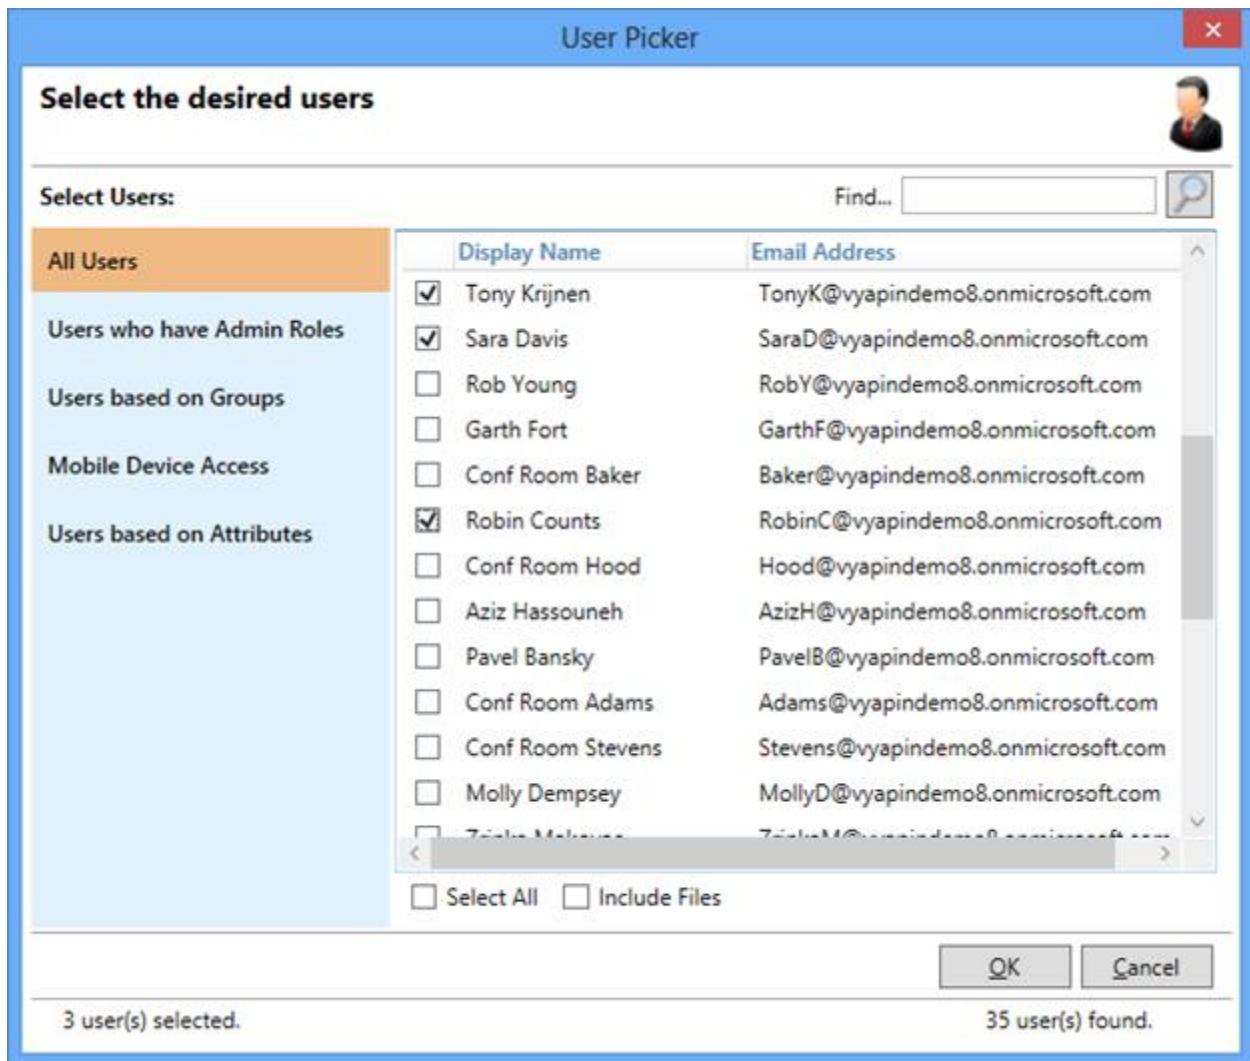 User Picker
Select the desired users
Select Users:
Find...
All Users
Users who have Admin Roles
Users based on Groups
Mobile Device Access
Users based on Attributes
Display Name Email Address
Tony Krijnen TonyK@vyapindemo8.onmicrosoft.com
Sara Davis SaraD@vyapindemo8.onmicrosoft.com
Rob Young RobY@vyapindemo8.onmicrosoft.com
Garth Fort GarthF@vyapindemo8.onmicrosoft.com
Conf Room Baker Baker@vyapindemo8.onmicrosoft.com
Robin Counts RobinC@vyapindemo8.onmicrosoft.com
Conf Room Hood Hood@vyapindemo8.onmicrosoft.com
Aziz Hassouneh AzizH@vyapindemo8.onmicrosoft.com
Pavel Bansky PavelB@vyapindemo8.onmicrosoft.com
Conf Room Adams Adams@vyapindemo8.onmicrosoft.com
Conf Room Stevens Stevens@vyapindemo8.onmicrosoft.com
Molly Dempsey MollyD@vyapindemo8.onmicrosoft.com
Select All Include Files
OK Cancel
3 user(s) selected. 35 user(s) found.